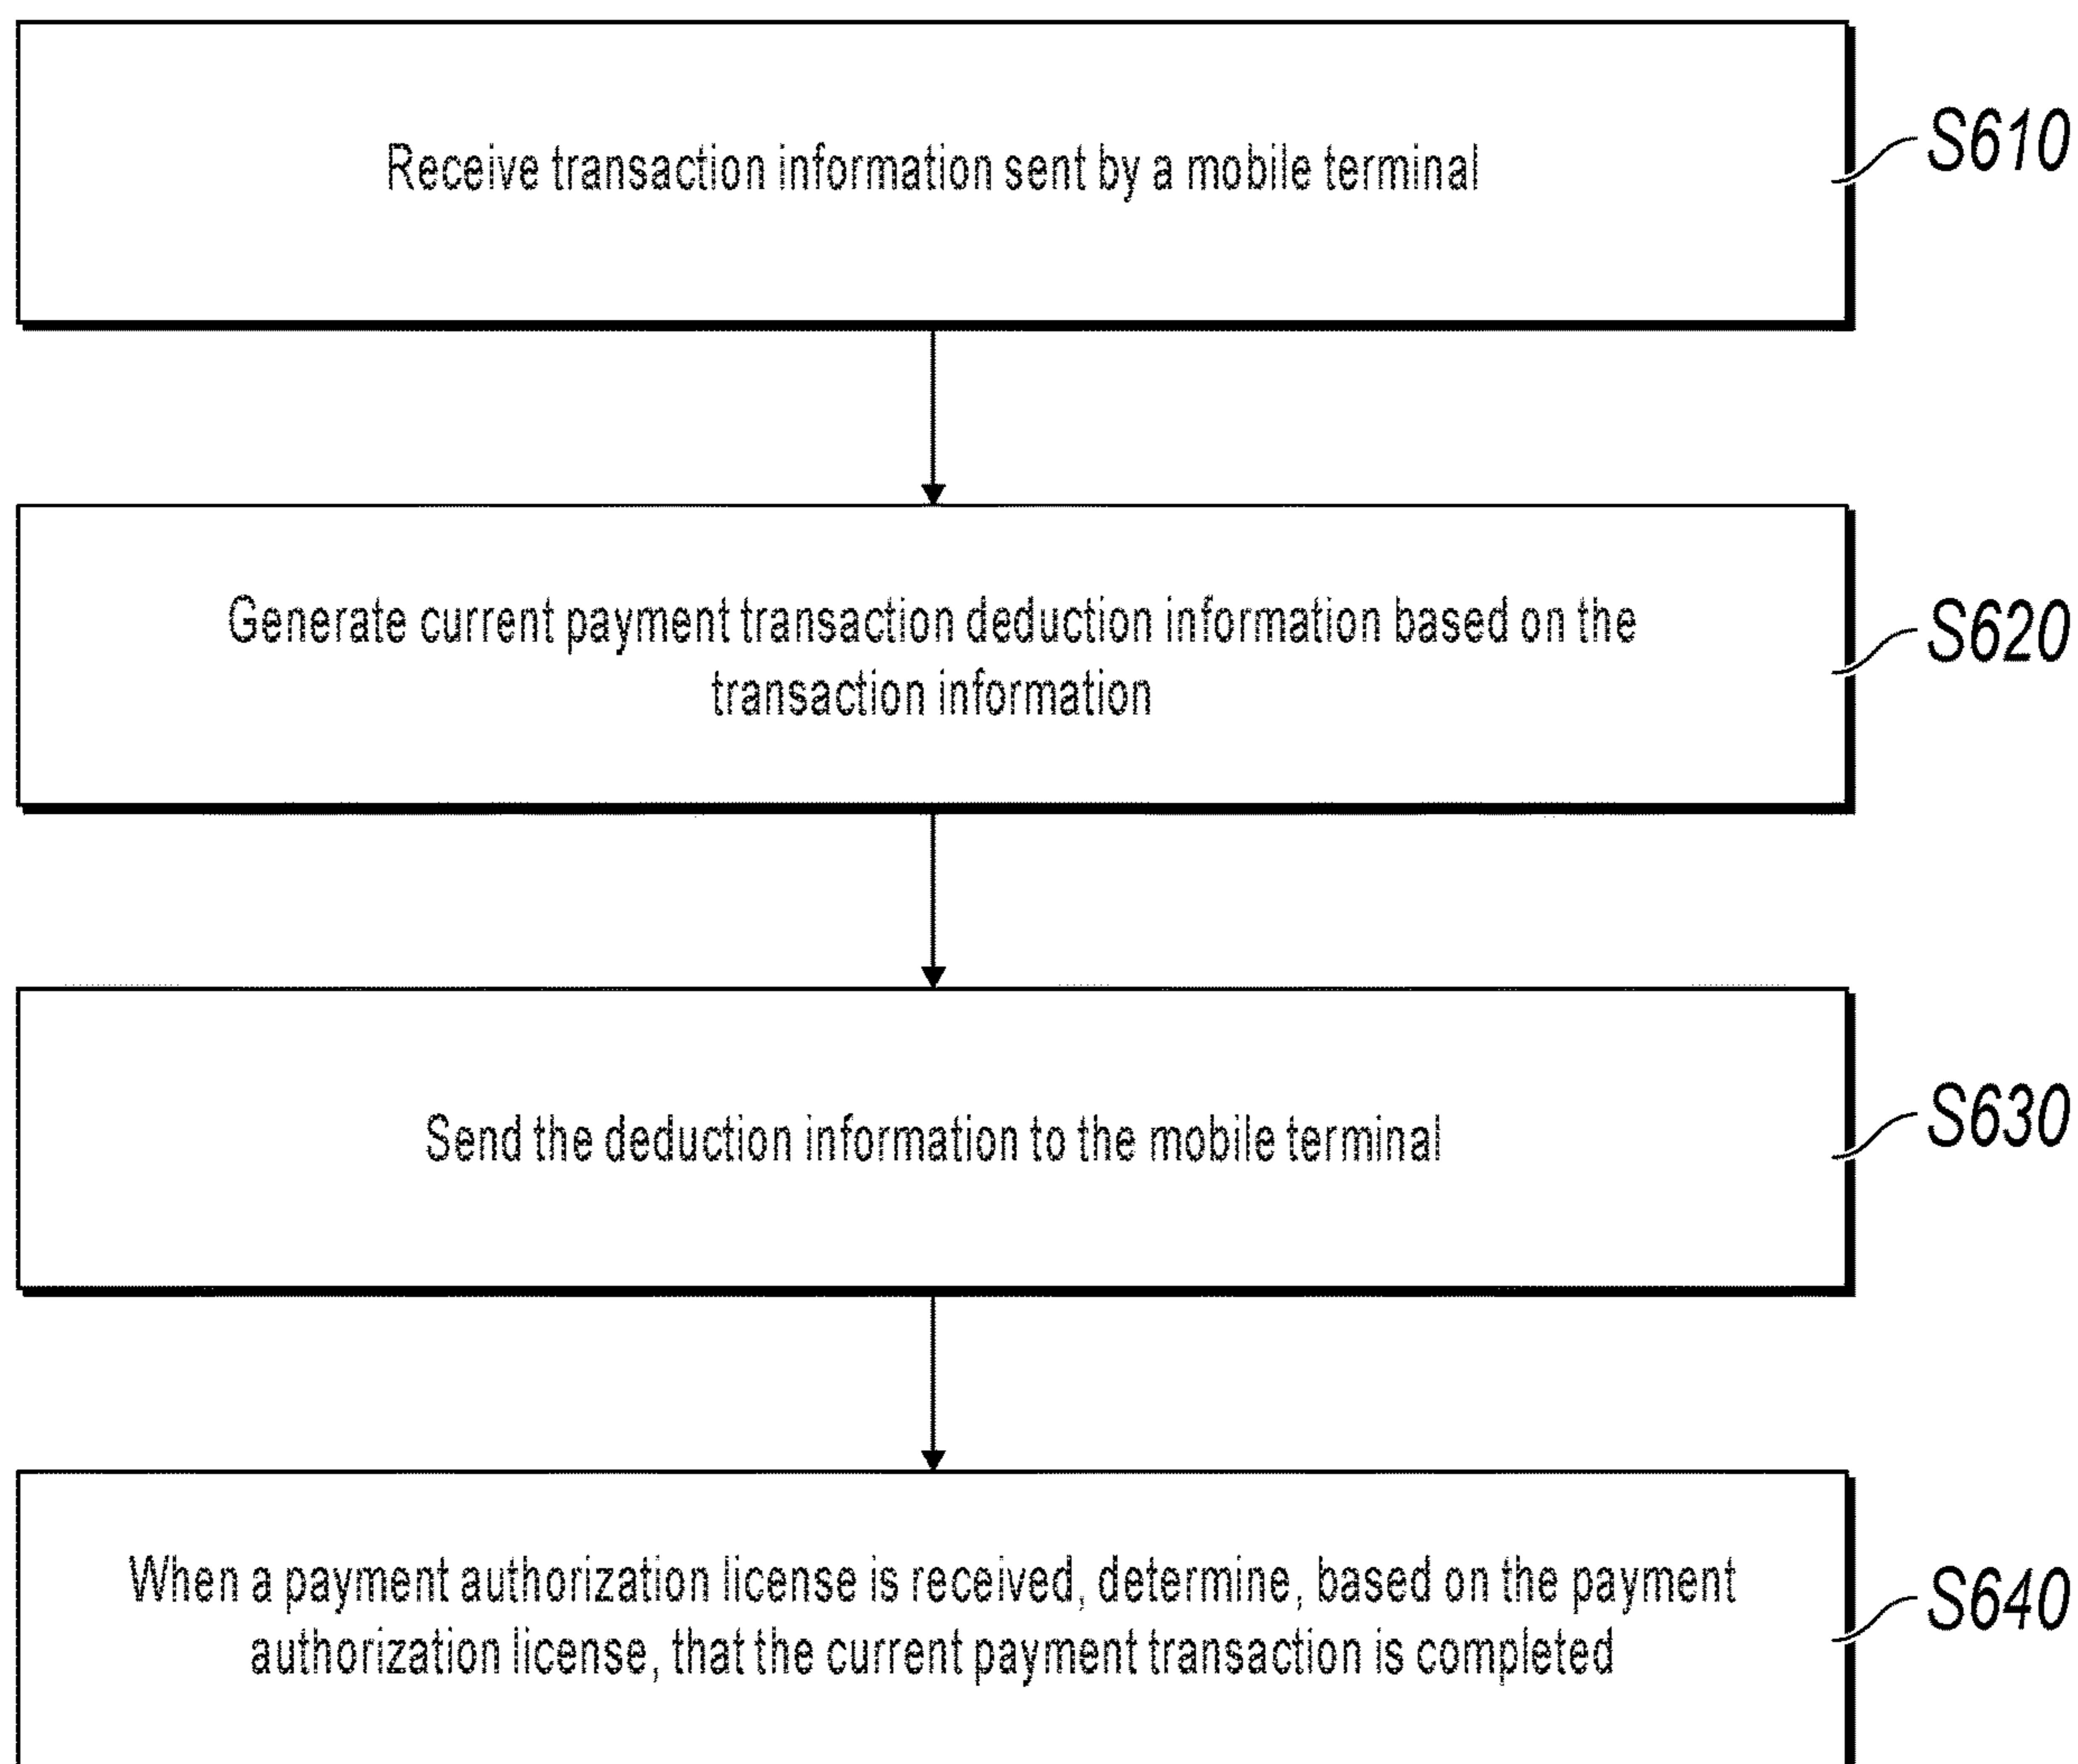 Receive transaction information sent by a mobile terminal
S610
Generate current payment transaction deduction information based on the
transaction information
S620
Send the deduction information to the mobile terminal
S630
When a payment authorization license is received, determine, based on the payment
authorization license, that the current payment transaction is completed
S640